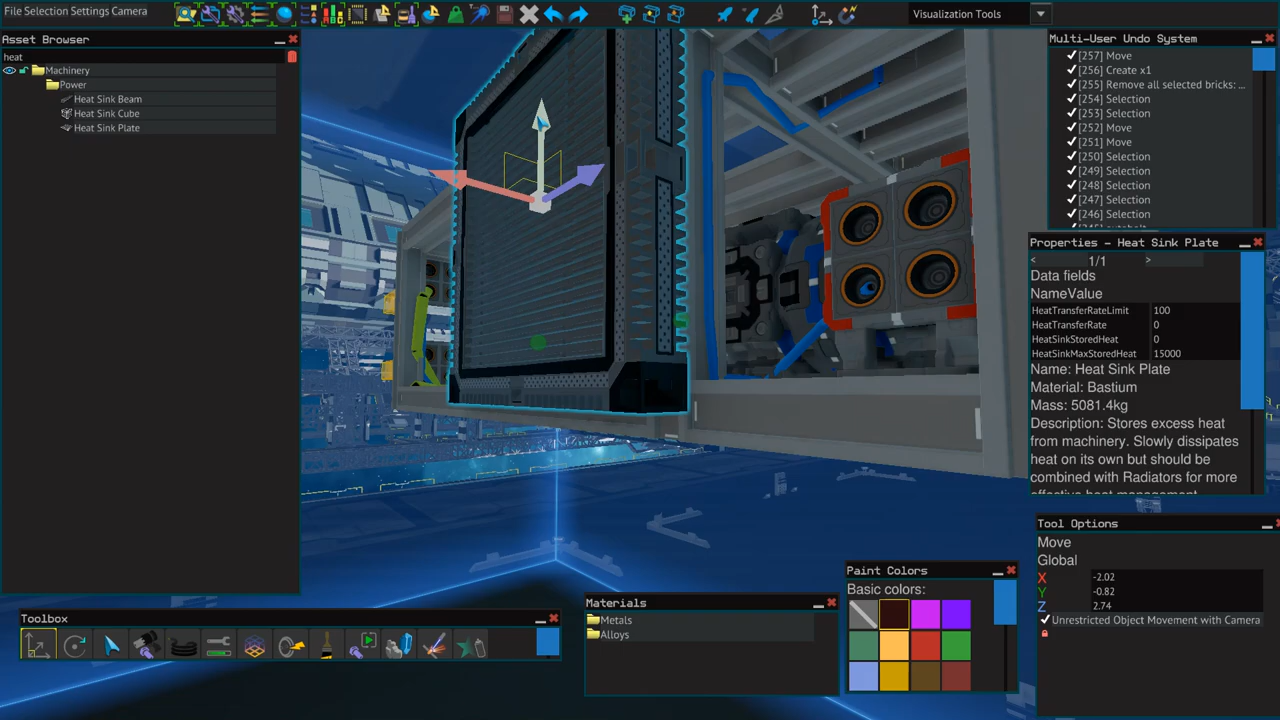 File Selection Settings Camera
Visualization Tools
Asset Browser
heat
Machinery
Power
Heat Sink Beam
Heat Sink Cube
Heat Sink Plate
Multi-User Undo System
[257] Move
[256] Create x1
[255] Remove all selected bricks: ...
[254] Selection
[253] Selection
[252] Move
[251] Move
[250] Selection
[249] Selection
[248] Selection
[247] Selection
[246] Selection
Properties - Heat Sink Plate
< 1/1 >
Data fields
NameValue
HeatTransferRateLimit 100
HeatTransferRate 0
HeatSinkStoredHeat 0
HeatSinkMaxStoredHeat 15000
Name: Heat Sink Plate
Material: Bastium
Mass: 5081.4kg
Description: Stores excess heat
from machinery. Slowly dissipates
heat on its own but should be
combined with Radiators for more
effective heat management
Tool Options
Move
Global
X -2.02
Y -0.82
Z 2.74
Unrestricted Object Movement with Camera
Paint Colors
Basic colors:
Materials
Metals
Alloys
Toolbox